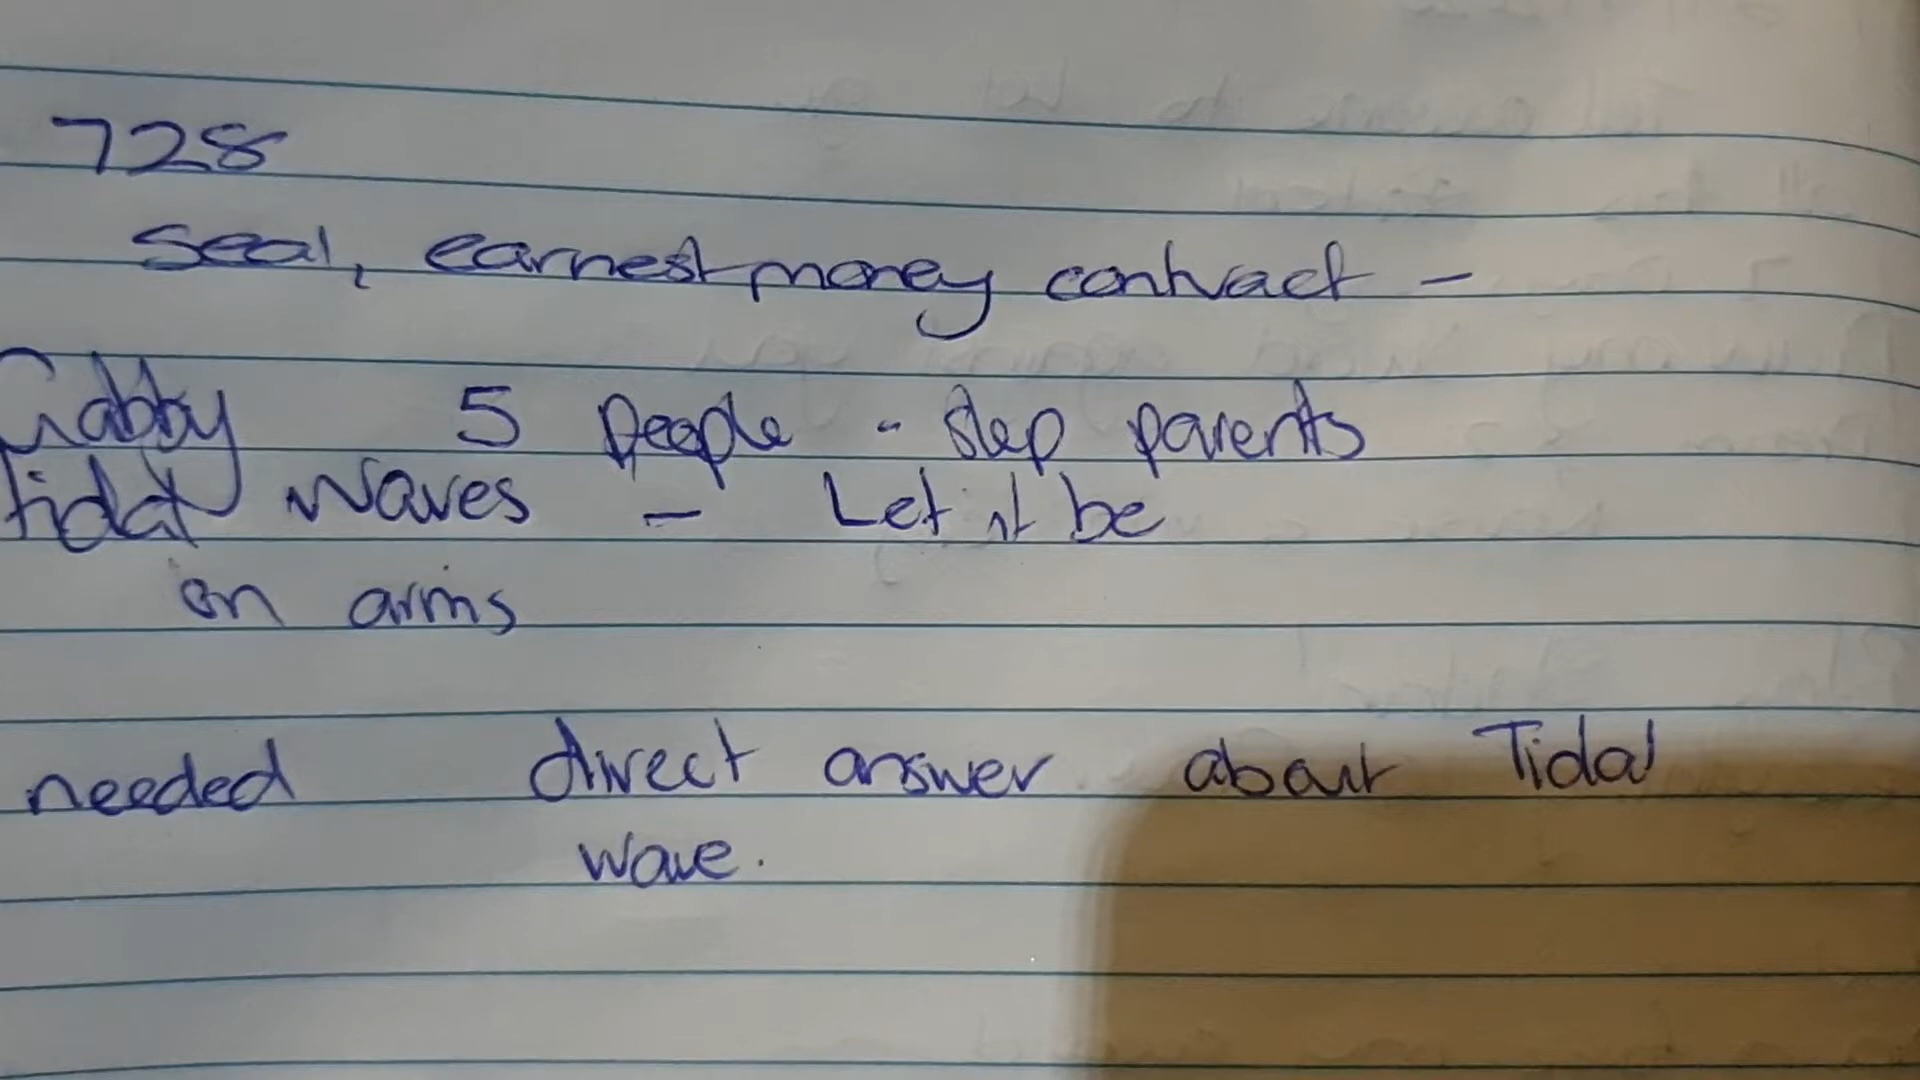 728
seal, earnest money contract -
Gabby 5 people - step parents
tidal waves - Let it be
on arms
needed direct answer about Tidal
wave.